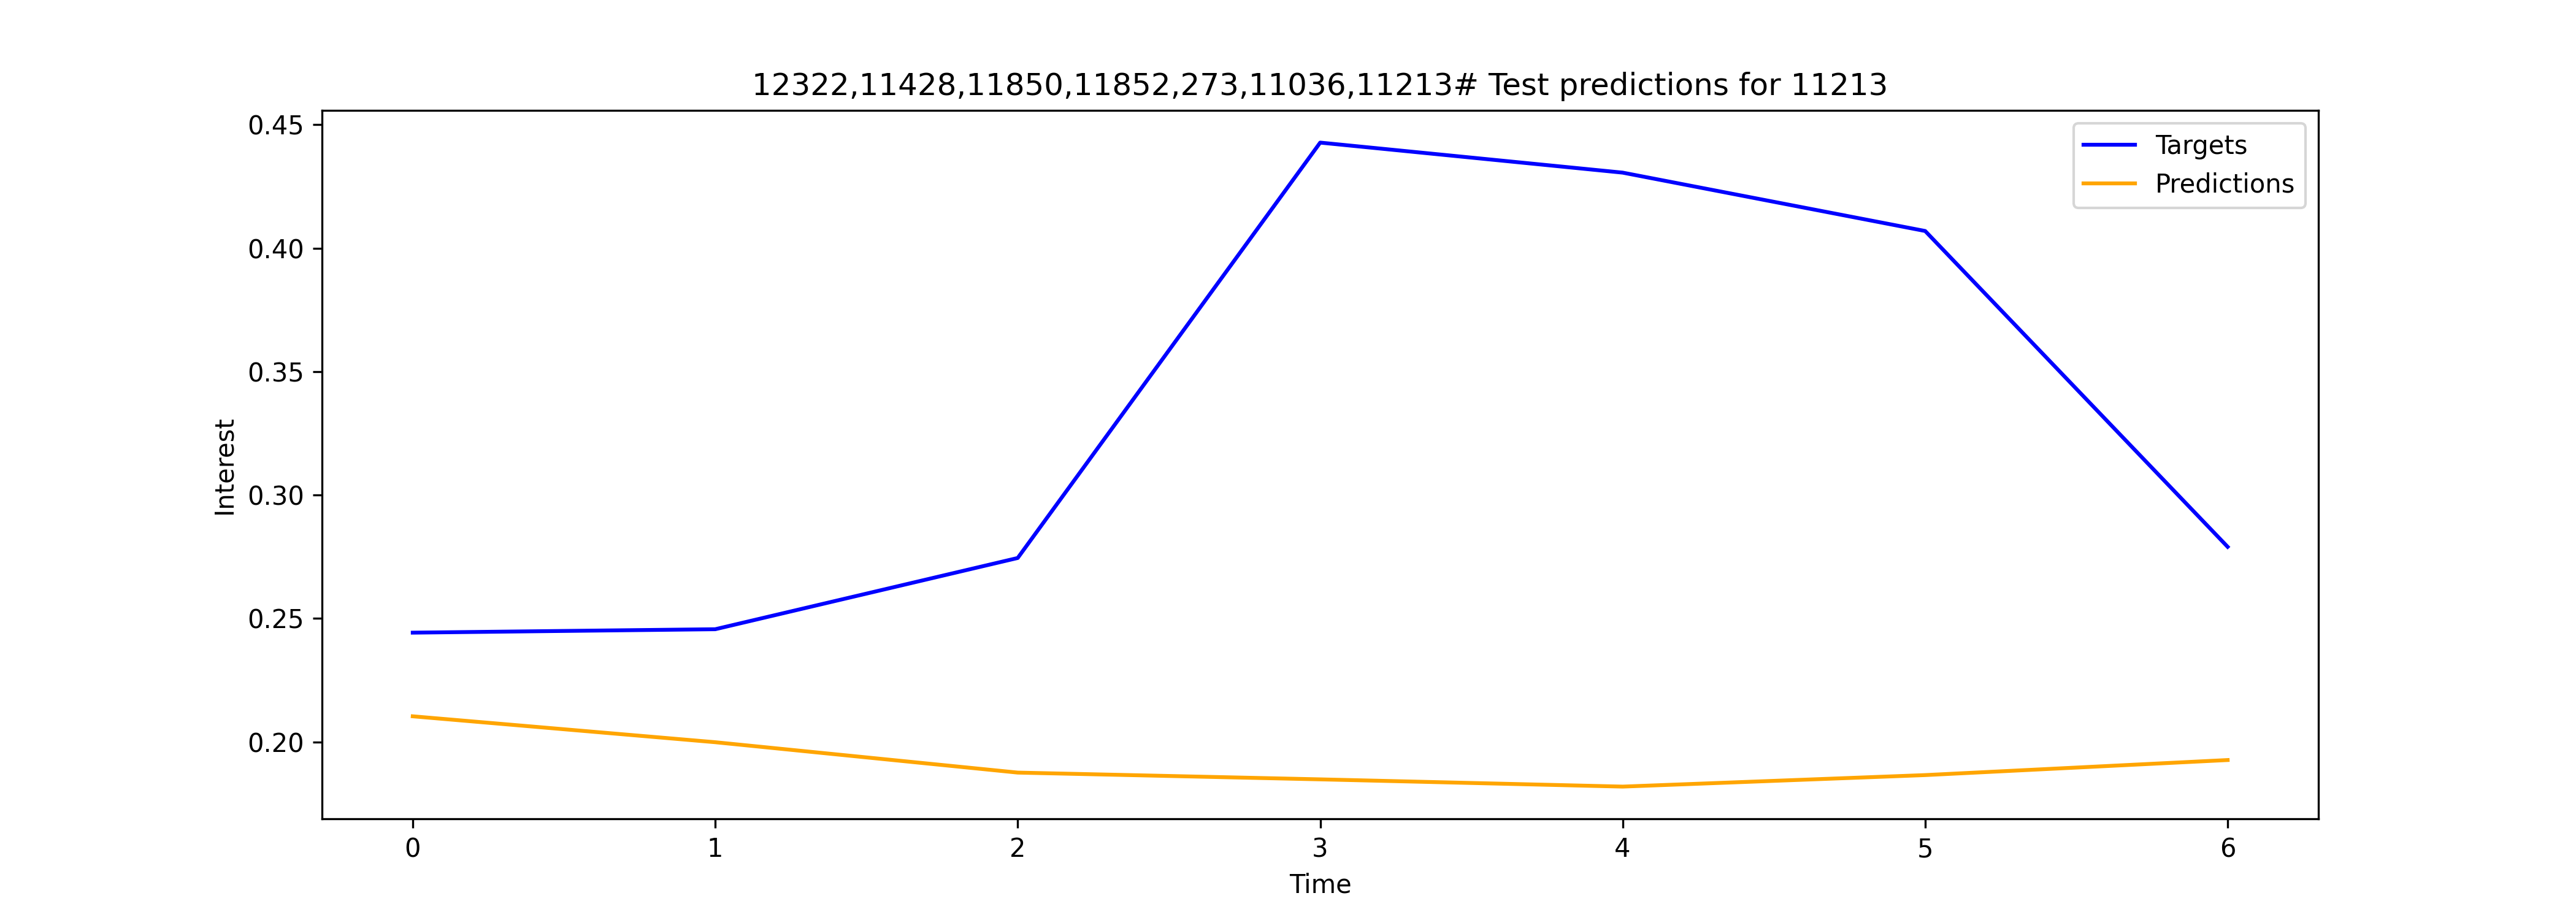 12322,11428,11850,11852,273,11036,11213# Test predictions for 11213
Targets
Predictions
0.45
0.40
0.35
0.30
0.25
0.20
Interest
0 1 2 3 4 5 6
Time